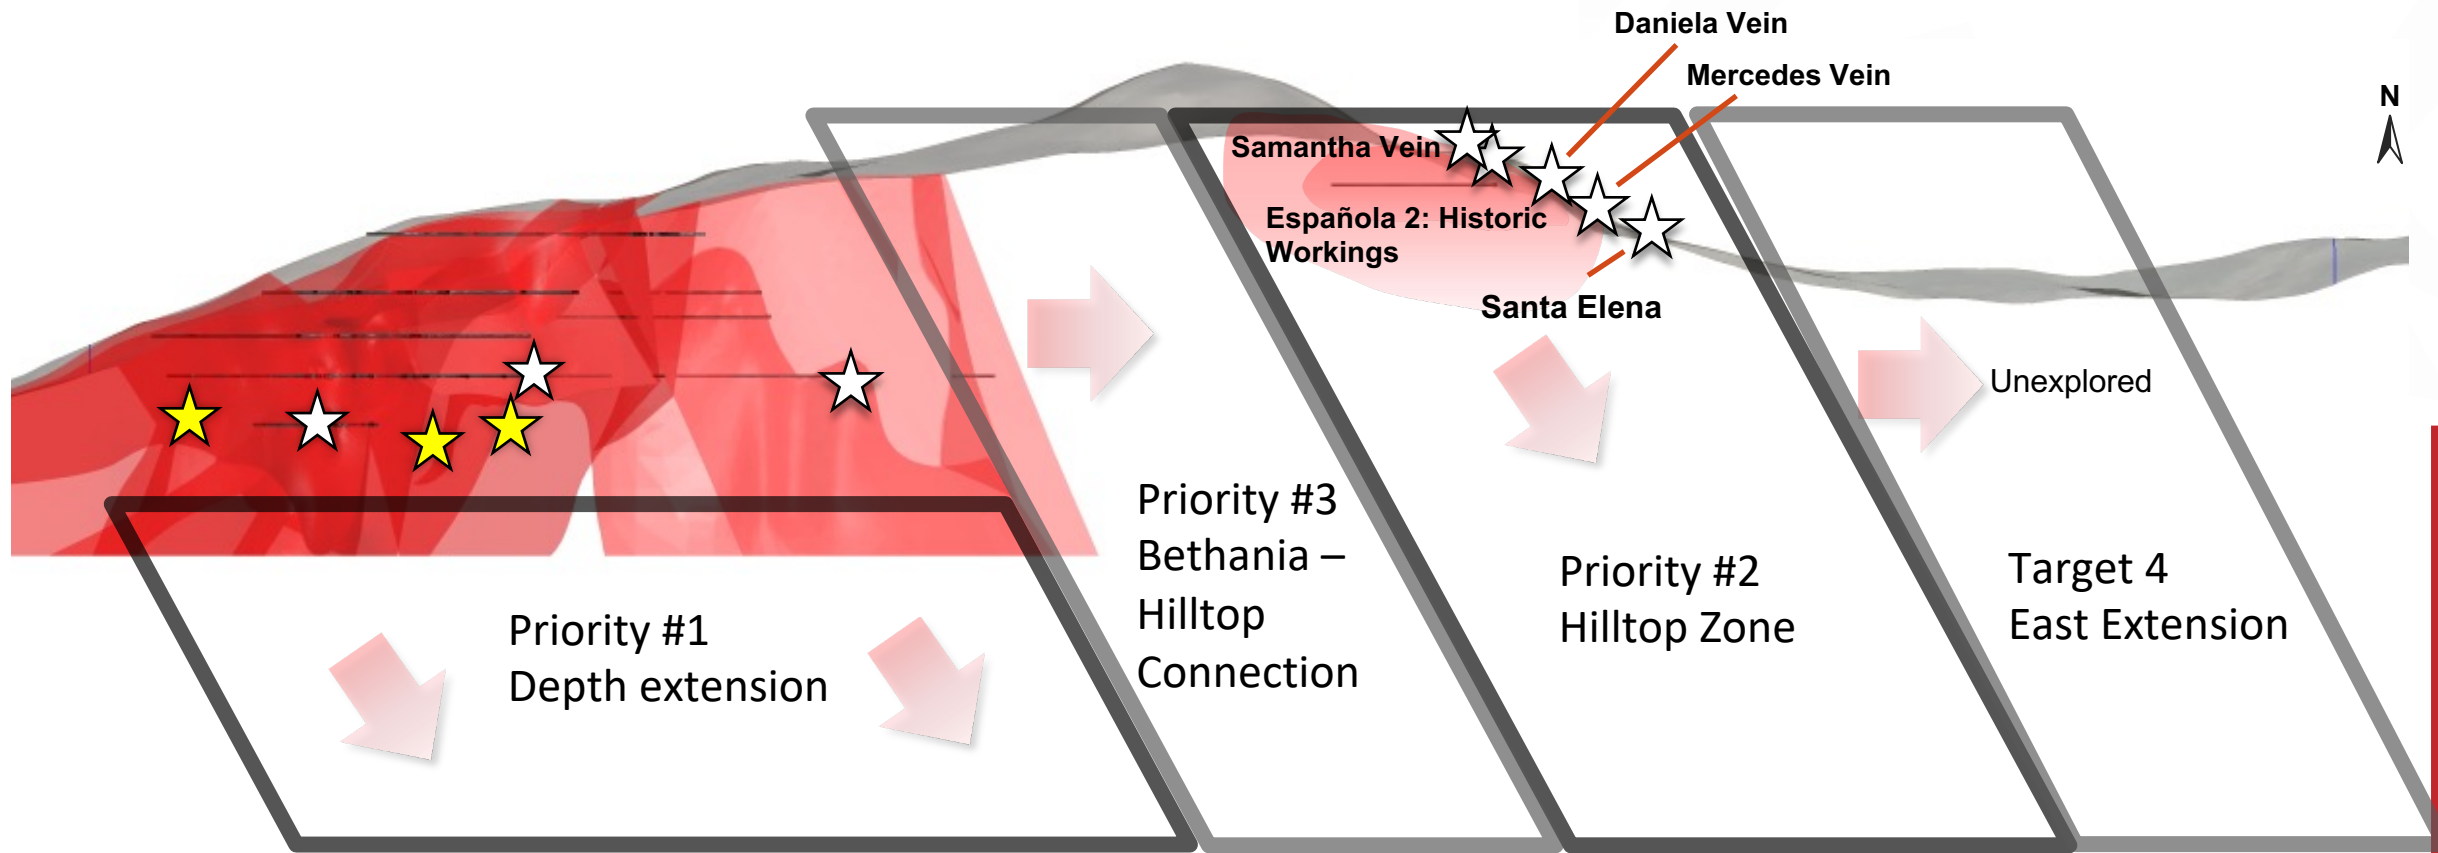 Daniela Vein
Mercedes Vein
N
Samantha Vein
Española 2: Historic
Workings
Santa Elena
Unexplored
Priority #3
Bethania –
Hilltop
Connection
Priority #2
Hilltop Zone
Target 4
East Extension
Priority #1
Depth extension